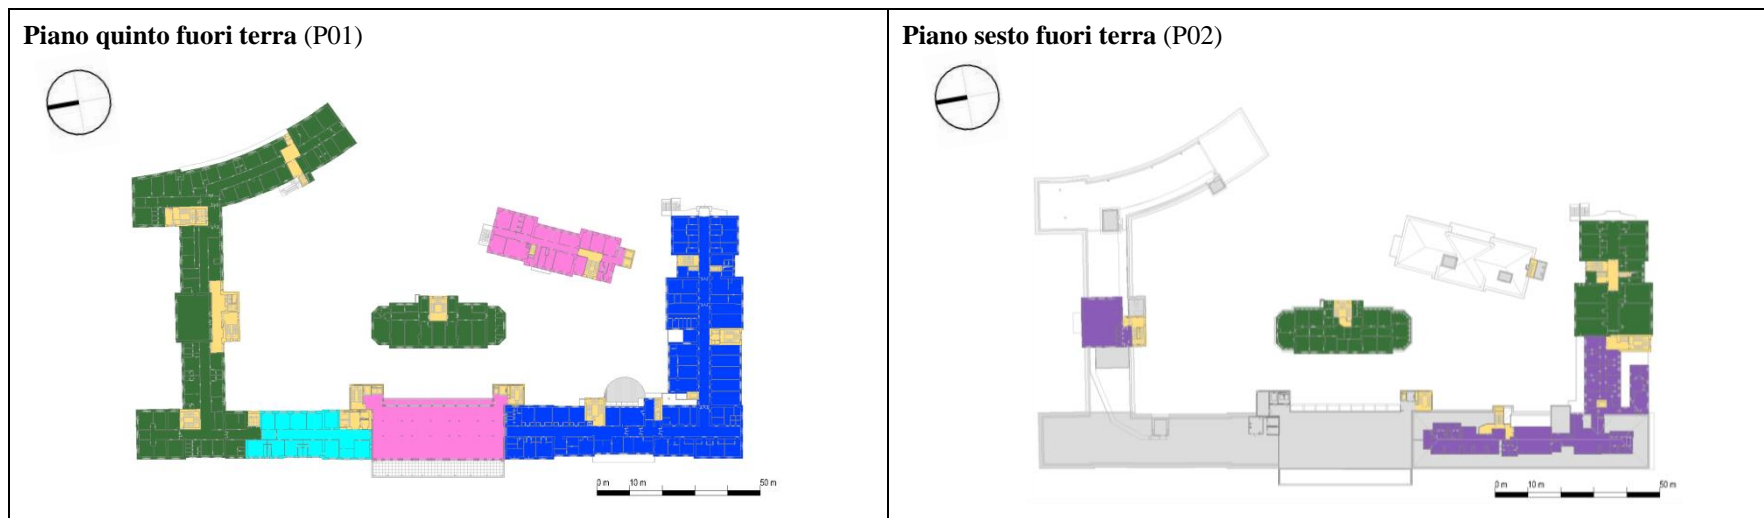 Piano quinto fuori terra (P01)
0 m 10 m 50 m
Piano sesto fuori terra (P02)
0 m 10 m 50 m